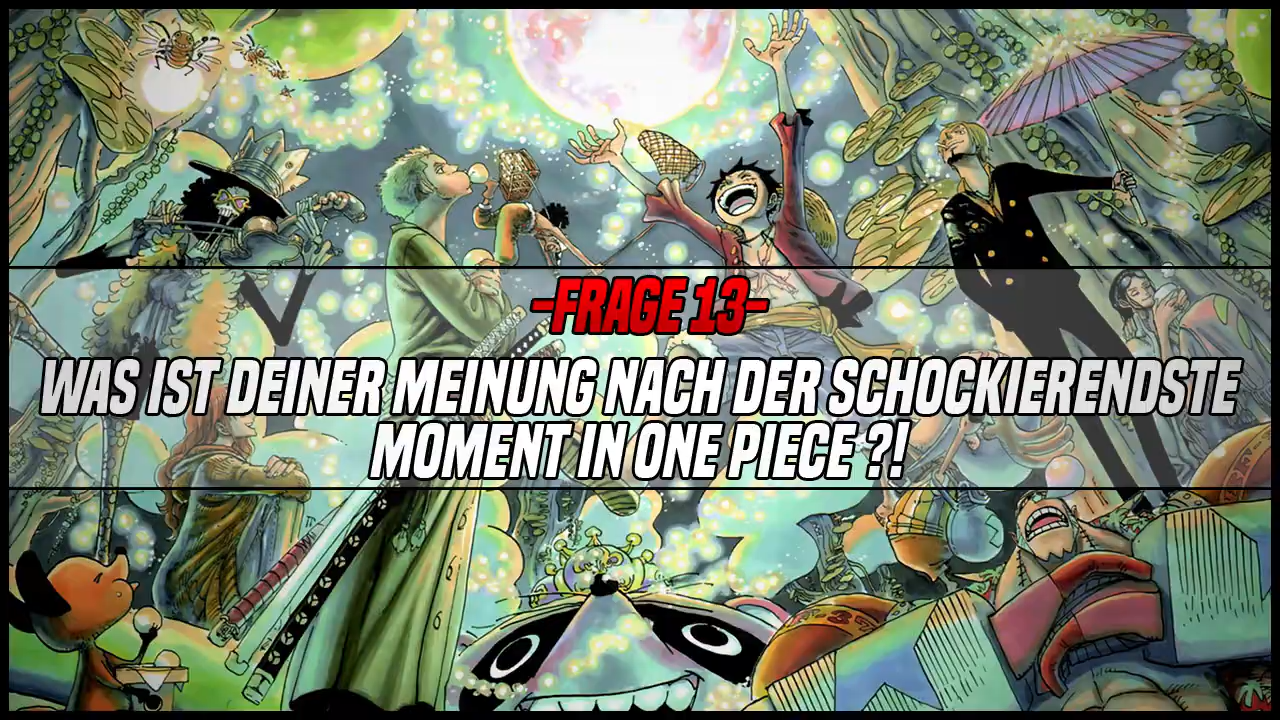 -FRAGE 13-
WAS IST DEINER MEINUNG NACH DER SCHOCKIERENDSTE
MOMENT IN ONE PIECE ?!